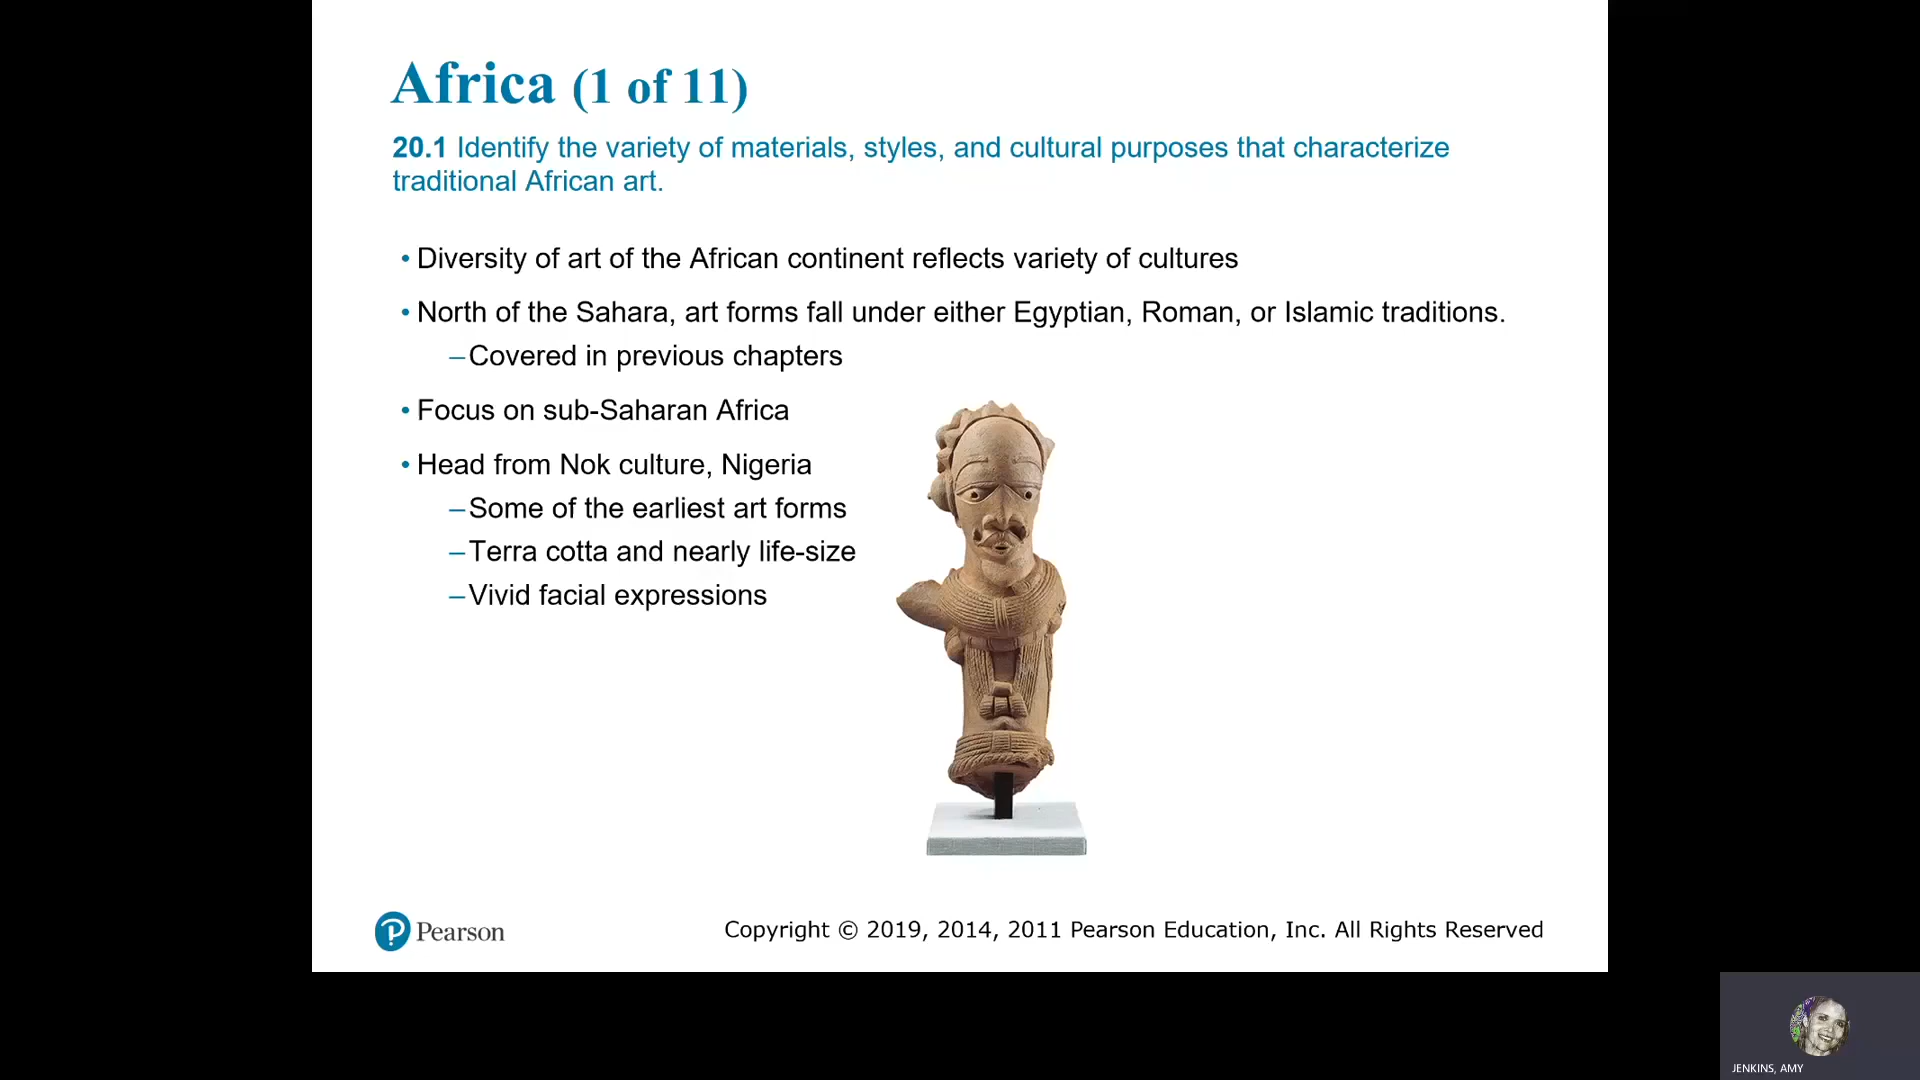 Africa (1 of 11)
20.1 Identify the variety of materials, styles, and cultural purposes that characterize
traditional African art.
• Diversity of art of the African continent reflects variety of cultures
• North of the Sahara, art forms fall under either Egyptian, Roman, or Islamic traditions.
– Covered in previous chapters
• Focus on sub-Saharan Africa
• Head from Nok culture, Nigeria
– Some of the earliest art forms
– Terra cotta and nearly life-size
– Vivid facial expressions
Pearson
Copyright © 2019, 2014, 2011 Pearson Education, Inc. All Rights Reserved
JENKINS, AMY